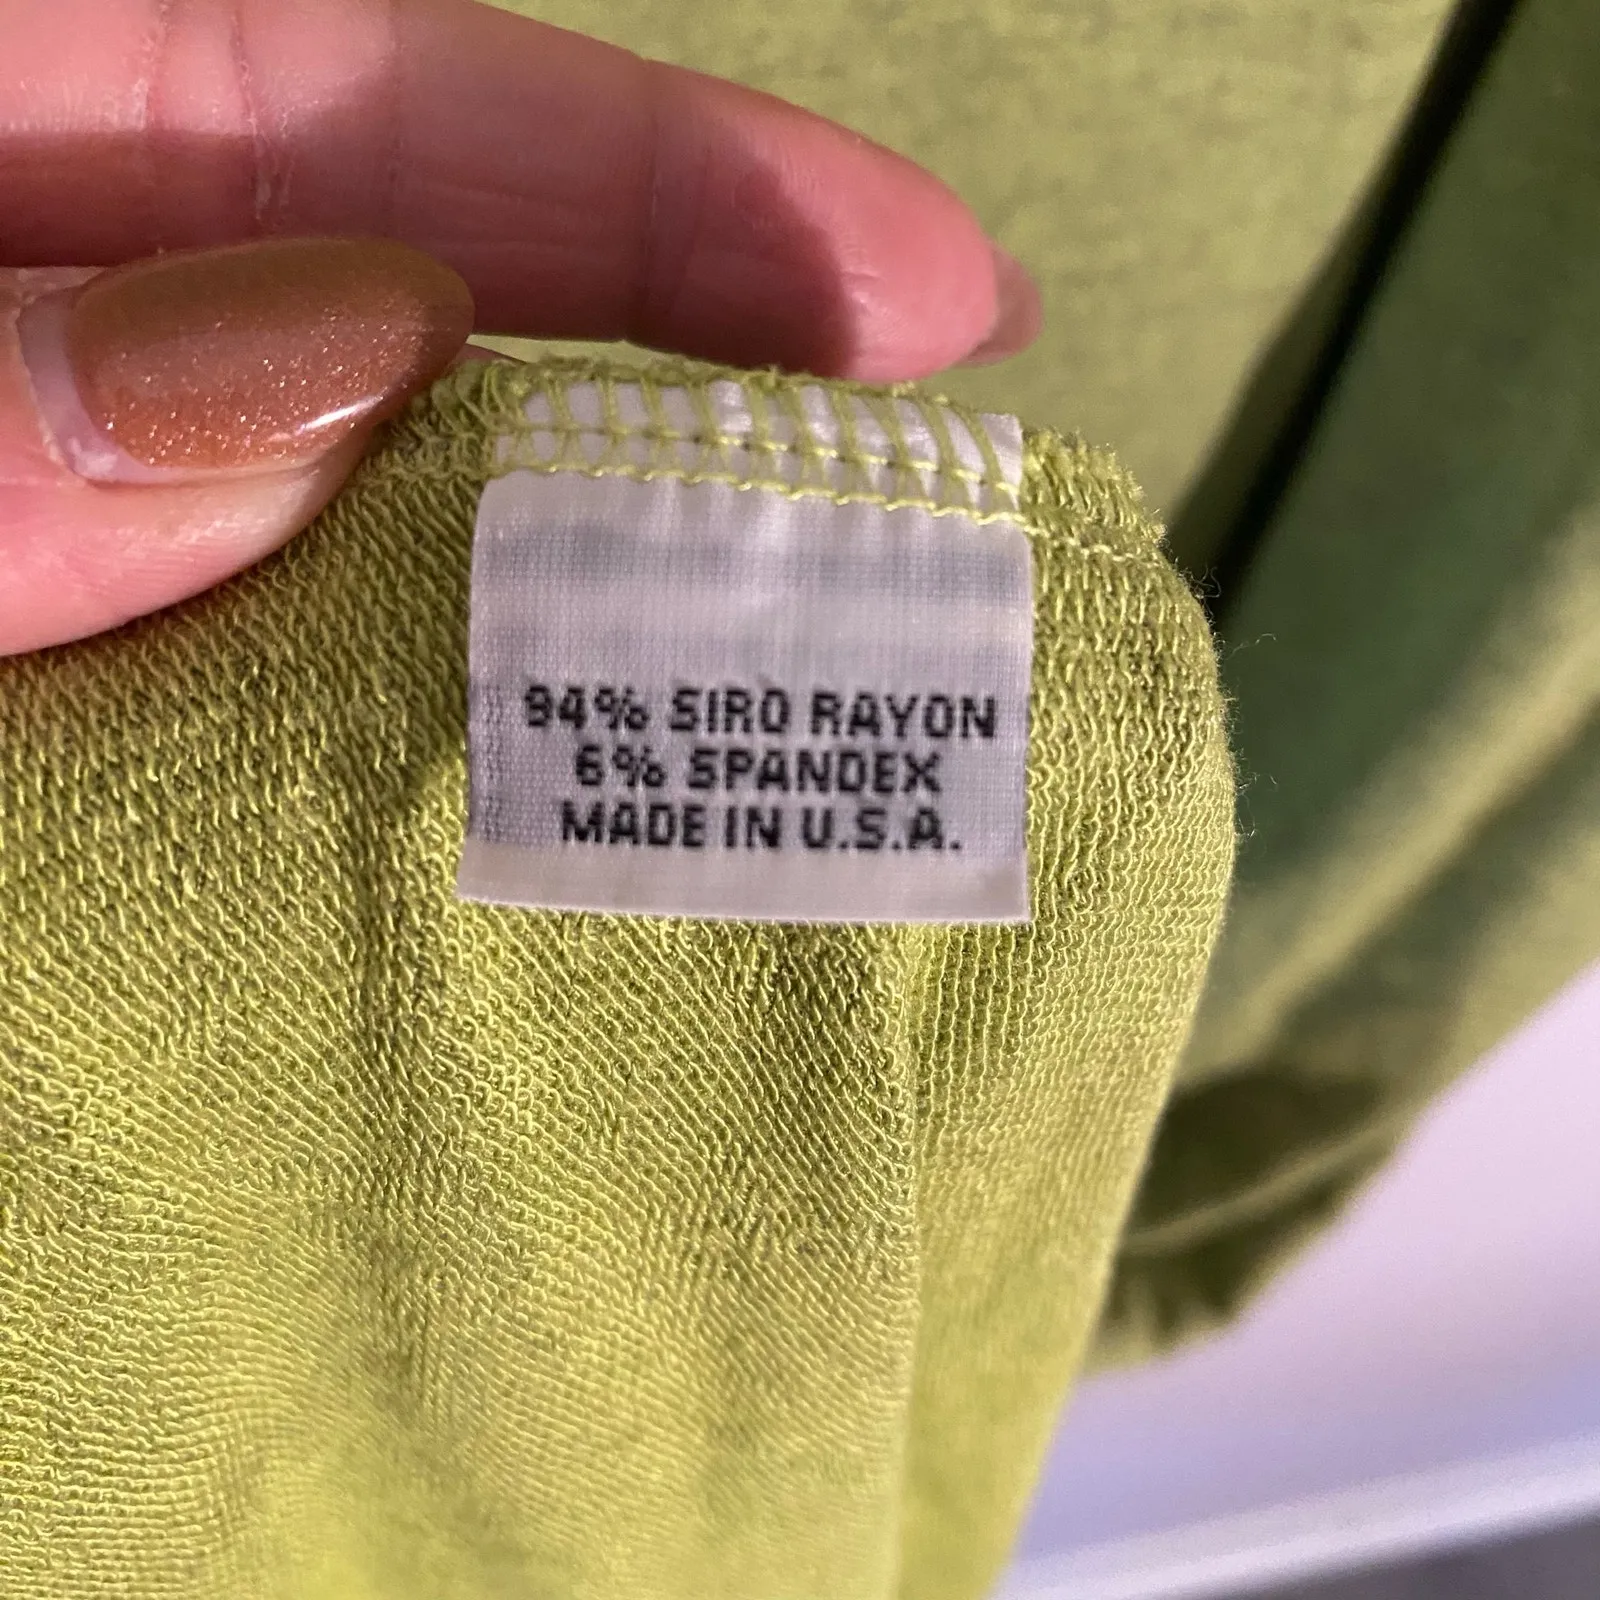 94% SIRO RAYON
6% SPANDEX
MADE IN U.S.A.